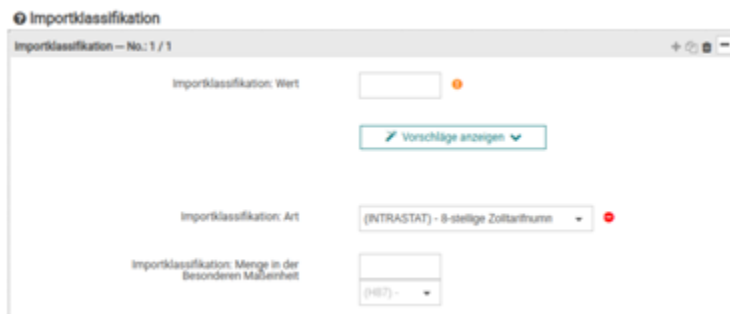 Importklassifikation
Importklassifikation — No.: 1 / 1
Importklassifikation: Wert
Vorschläge anzeigen
Importklassifikation: Art
(INTRASTAT) - 8-stellige Zolltarifnumn
Importklassifikation: Menge in der
Besonderen Maßeinheit
(H87) -